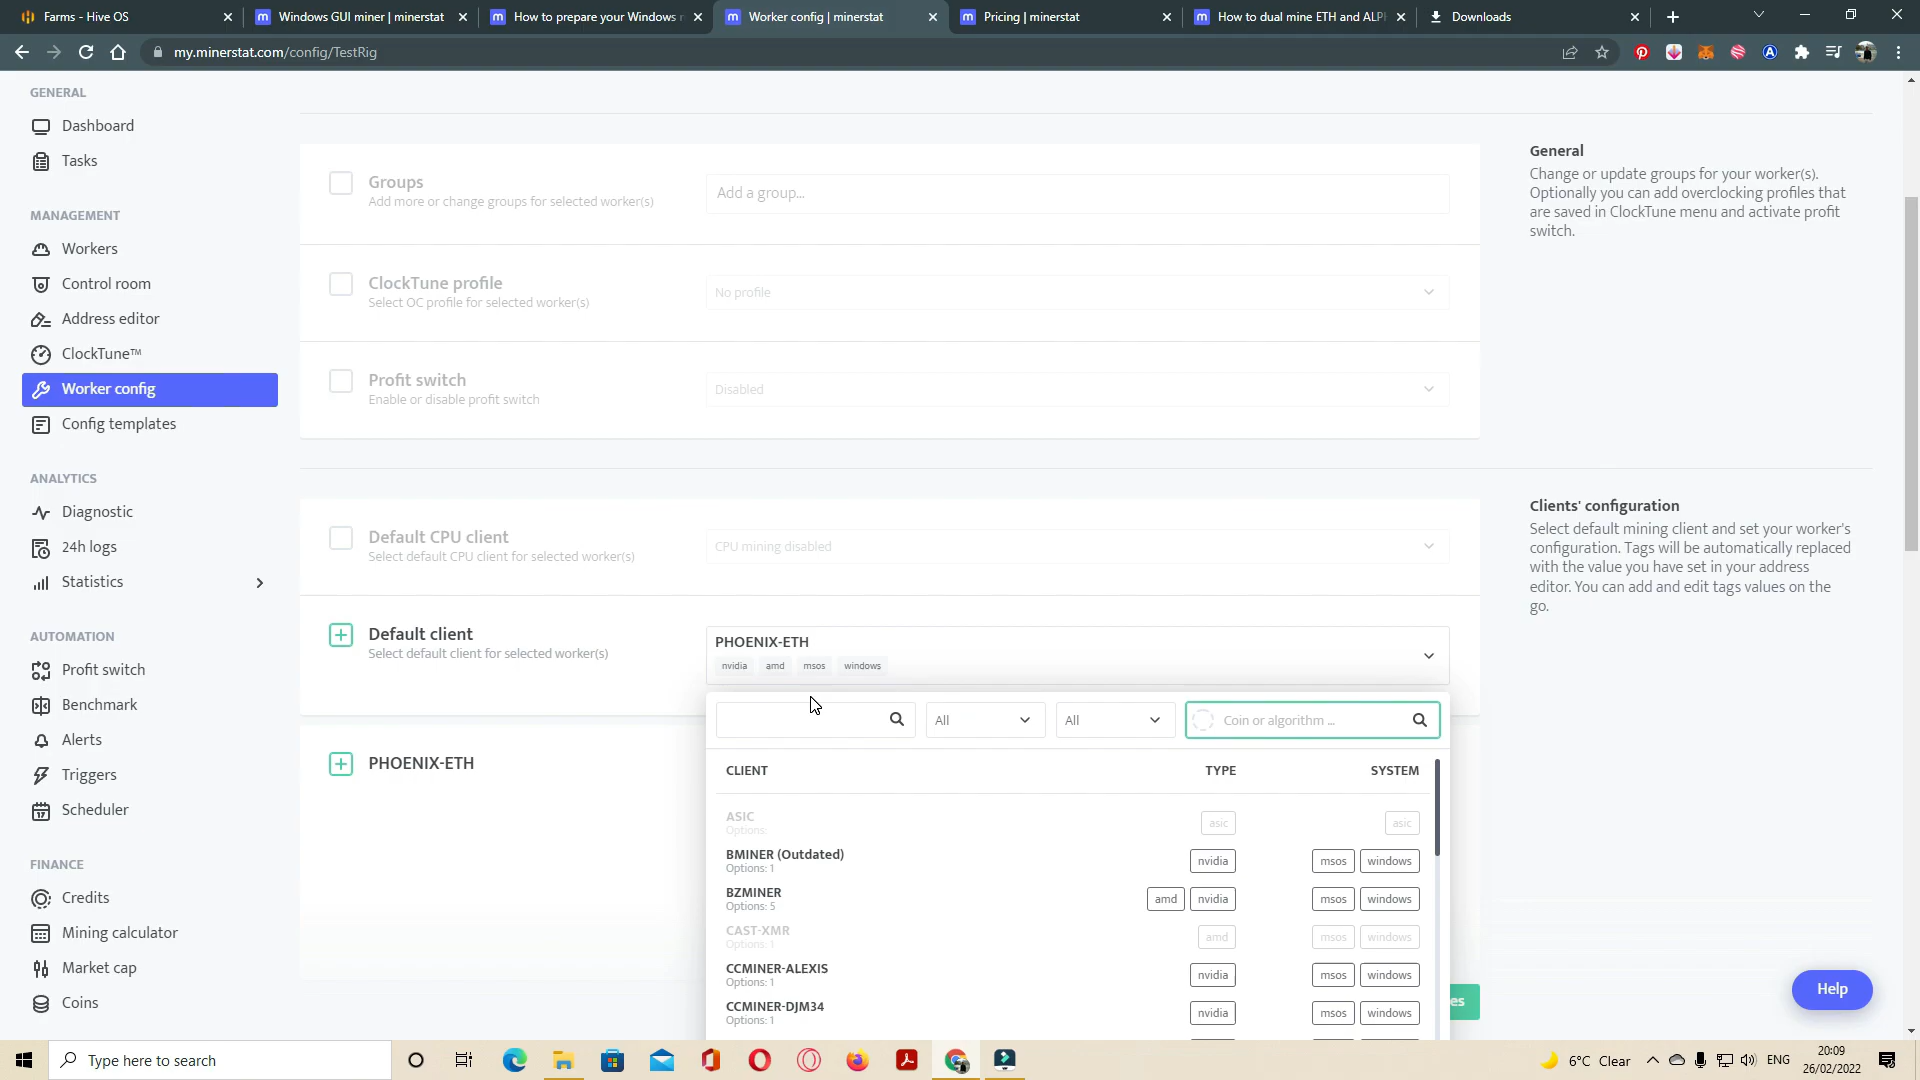 Farms - Hive OS
Windows GUI miner | minerstat
How to prepare your Windows r
Worker config | minerstat
Pricing | minerstat
How to dual mine ETH and ALP
Downloads
my.minerstat.com/config/TestRig
GENERAL
Dashboard
Tasks
MANAGEMENT
Workers
Control room
Address editor
ClockTune™
Worker config
Config templates
ANALYTICS
Diagnostic
24h logs
Statistics
AUTOMATION
Profit switch
Benchmark
Alerts
Triggers
Scheduler
FINANCE
Credits
Mining calculator
Market cap
Coins
Groups
Add more or change groups for selected worker(s)
Add a group...
ClockTune profile
Select OC profile for selected worker(s)
No profile
Profit switch
Enable or disable profit switch
Disabled
General
Change or update groups for your worker(s).
Optionally you can add overclocking profiles that
are saved in ClockTune menu and activate profit
switch.
Default CPU client
Select default CPU client for selected worker(s)
CPU mining disabled
Default client
Select default client for selected worker(s)
PHOENIX-ETH
nvidia amd msos windows
Clients' configuration
Select default mining client and set your worker's
configuration. Tags will be automatically replaced
with the value you have set in your address
editor. You can add and edit tags values on the
go.
PHOENIX-ETH
All All Coin or algorithm ...
CLIENT TYPE SYSTEM
ASIC asic asic
Options:
BMINER (Outdated) nvidia msos windows
Options: 1
BZMINER amd nvidia msos windows
Options: 5
CAST-XMR amd msos windows
Options: 1
CCMINER-ALEXIS nvidia msos windows
Options: 1
CCMINER-DJM34 nvidia msos windows
Options: 1
es
Help
Type here to search
6°C Clear
ENG
20:09
26/02/2022